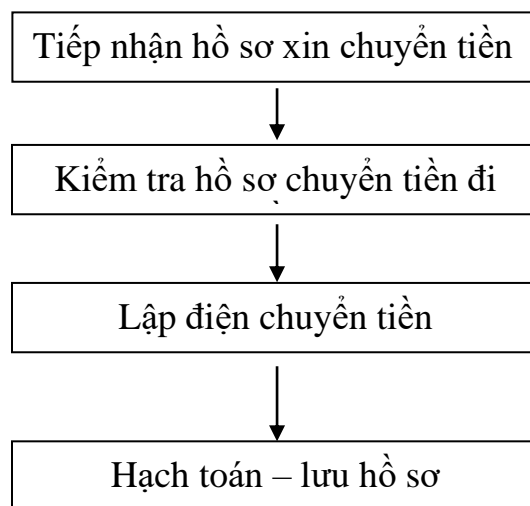 Tiếp nhận hồ sơ xin chuyển tiền
Kiểm tra hồ sơ chuyển tiền đi
Lập điện chuyển tiền
Hạch toán – lưu hồ sơ